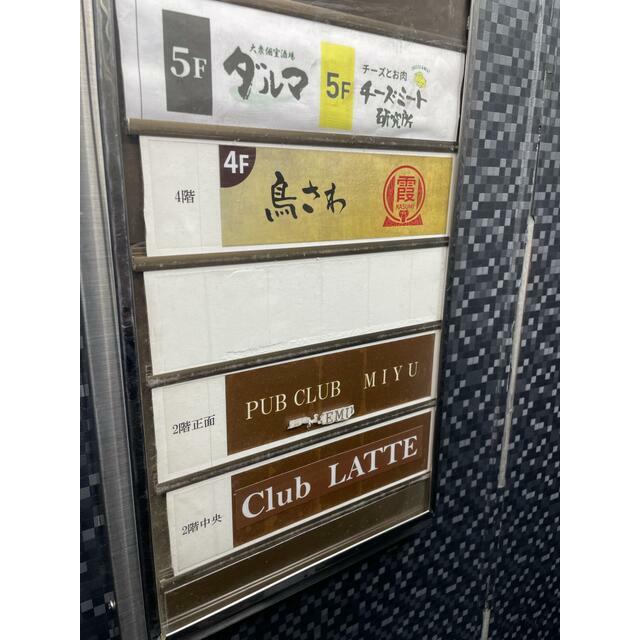 5F
大衆個室酒場
ダルマ
5F
チーズとお肉
チーズミート
研究所
4階
4F
鳥さわ
霞
KASUMI
2階正面
PUB CLUB MIYU
EMU
2階中央
Club LATTE